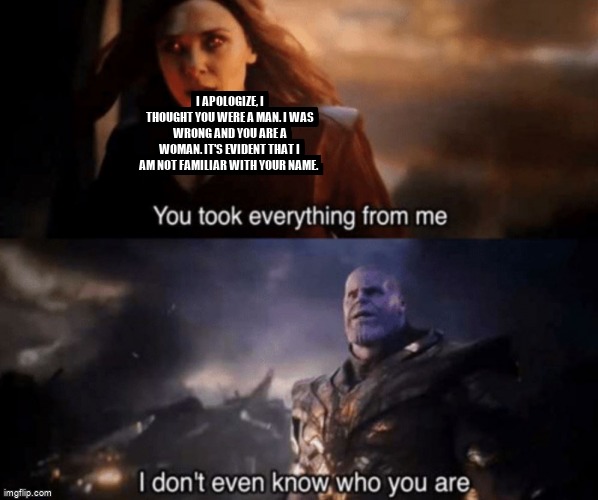 I APOLOGIZE, I
THOUGHT YOU WERE A MAN. I WAS
WRONG AND YOU ARE A
WOMAN. IT'S EVIDENT THAT I
AM NOT FAMILIAR WITH YOUR NAME.
You took everything from me
I don't even know who you are
imgflip.com